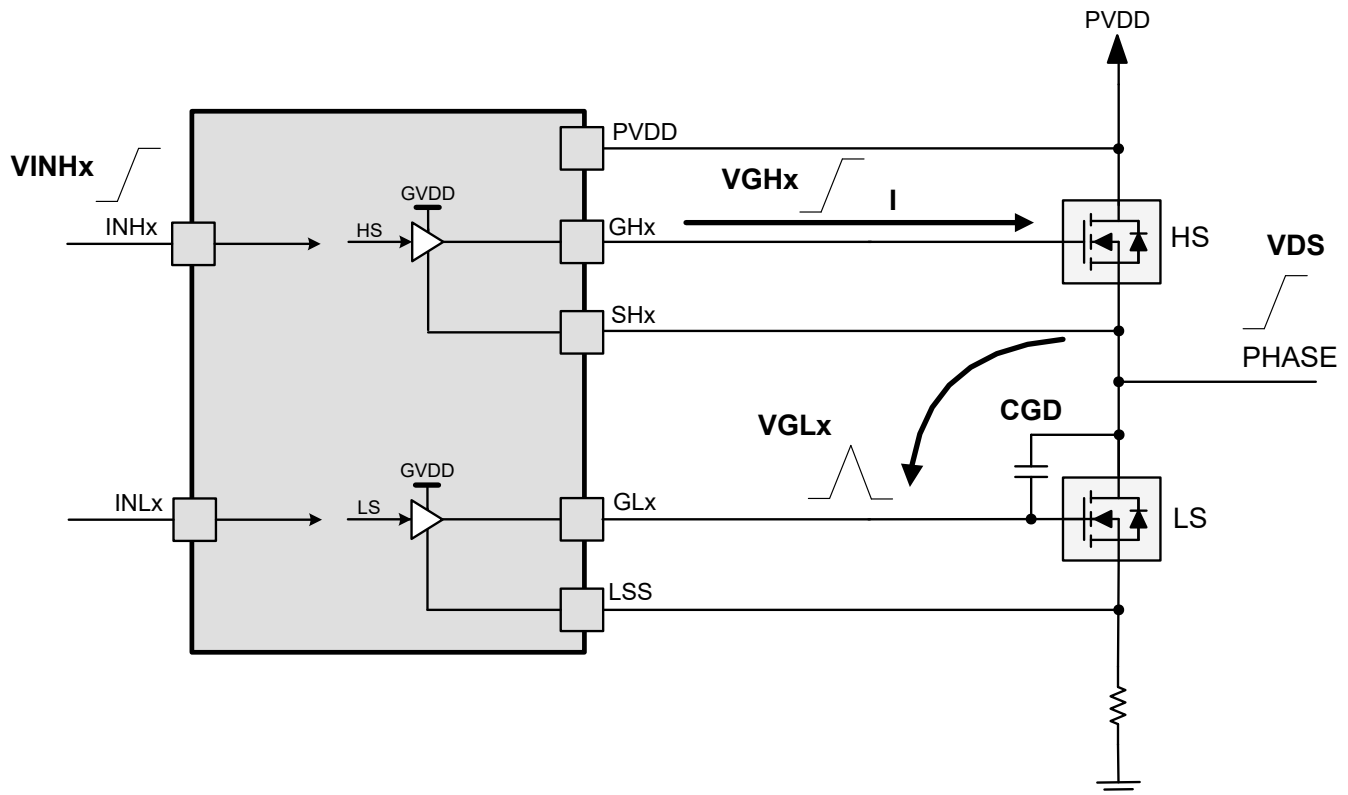 PVDD
PVDD
VINHx
VGHx
I
GVDD
INHx
HS
GHx
HS
VDS
SHx
PHASE
CGD
VGLx
GVDD
INLx
LS
GLx
LS
LSS